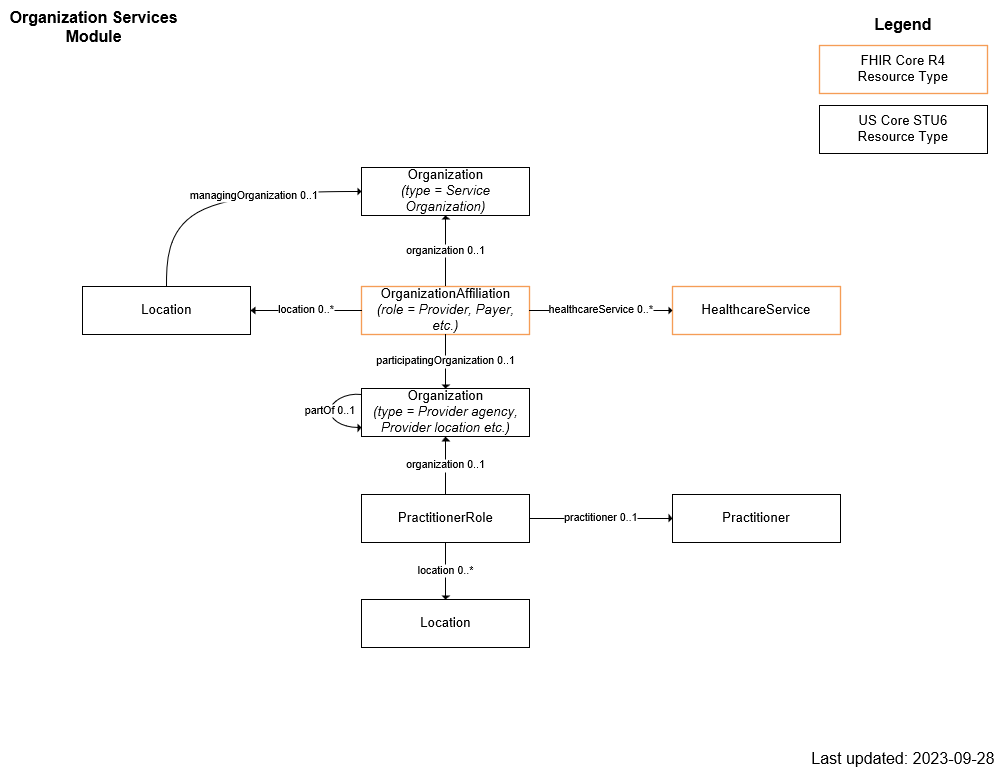 Organization Services
Module
Legend
FHIR Core R4
Resource Type
US Core STU6
Resource Type
Organization
(type = Service
Organization)
managingOrganization 0..1
organization 0..1
Location
location 0..*
OrganizationAffiliation
(role = Provider, Payer,
etc.)
healthcareService 0..*
HealthcareService
participatingOrganization 0..1
Organization
(type = Provider agency,
Provider location etc.)
partOf 0..1
organization 0..1
PractitionerRole
practitioner 0..1
Practitioner
location 0..*
Location
Last updated: 2023-09-28